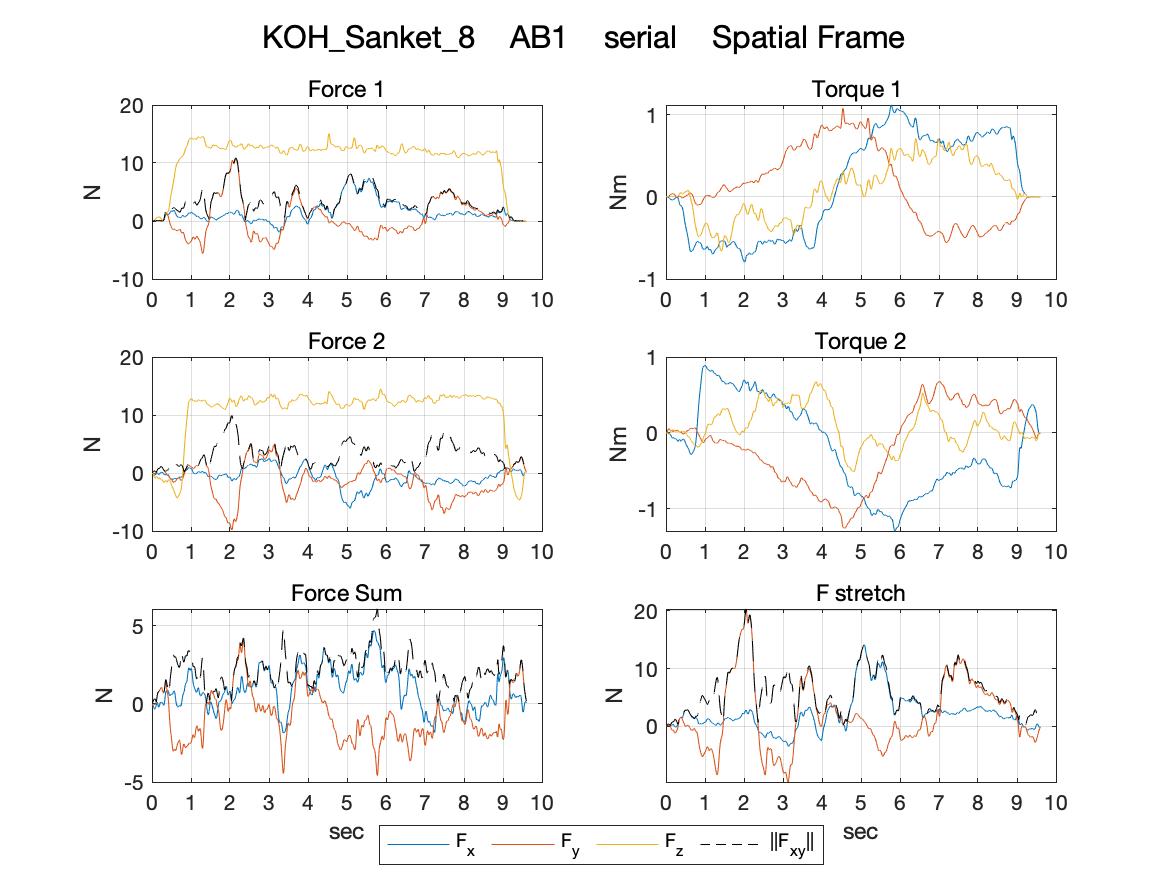 KOH_Sanket_8 AB1 serial Spatial Frame
Force 1
20
10
0
-10
N
0 1 2 3 4 5 6 7 8 9 10
Torque 1
1
0
-1
Nm
0 1 2 3 4 5 6 7 8 9 10
Force 2
20
10
0
-10
N
0 1 2 3 4 5 6 7 8 9 10
Torque 2
1
0
-1
Nm
0 1 2 3 4 5 6 7 8 9 10
Force Sum
5
0
-5
N
0 1 2 3 4 5 6 7 8 9 10
sec
F stretch
20
10
0
N
0 1 2 3 4 5 6 7 8 9 10
sec
F_x F_y F_z ||F_xy||